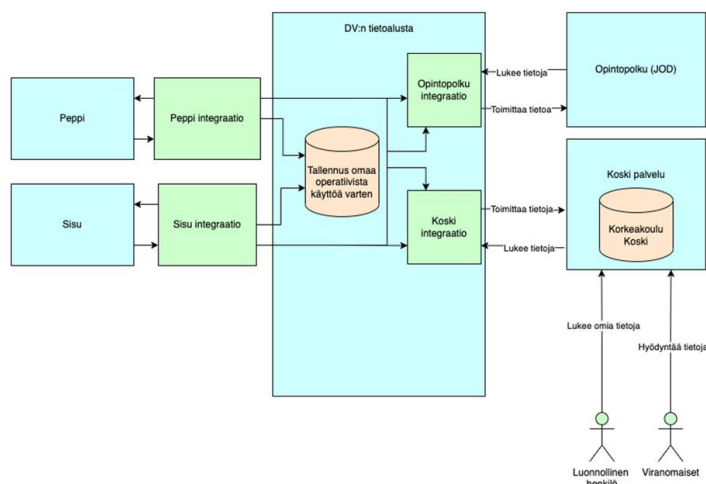 DV:n tietoalusta
Peppi
Peppi integraatio
Opintopolku
integraatio
Lukee tietoja
Toimittaa tietoa
Opintopolku (JOD)
Tallennus omaa
operatiivista
käyttöä varten
Sisu
Sisu integraatio
Koski
integraatio
Toimittaa tietoja
Lukee tietoja
Koski palvelu
Korkeakoulu
Koski
Lukee omia tietoja
Hyödyntää tietoja
Luonnollinen
henkilö
Viranomaiset